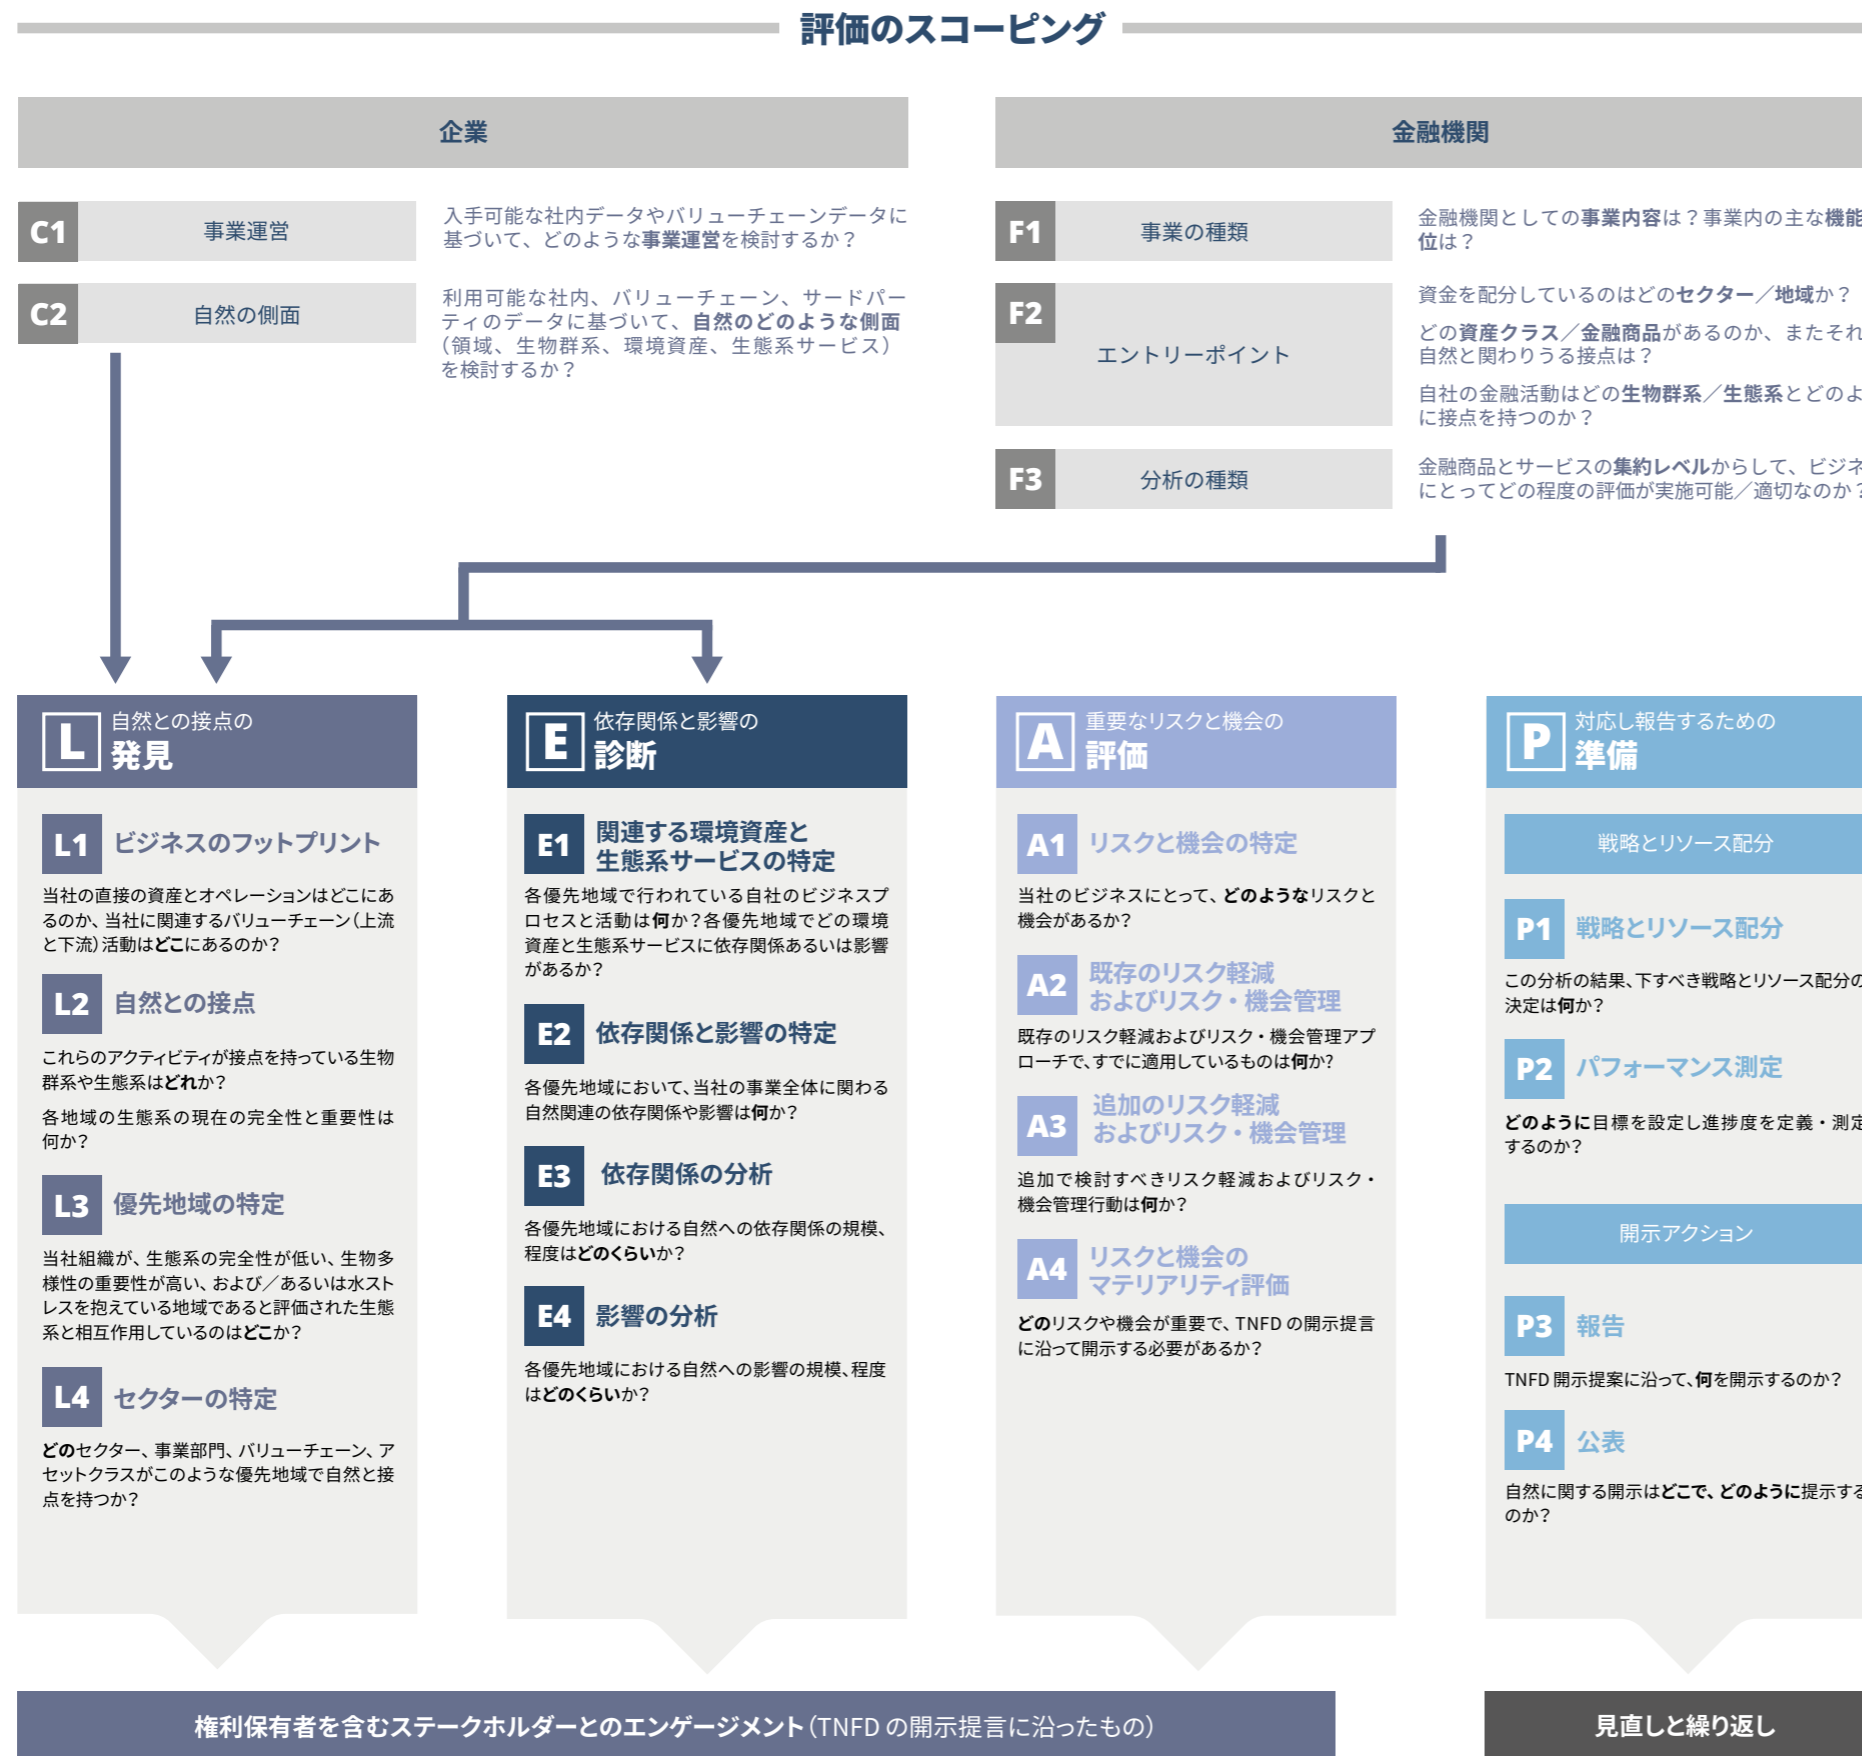 評価のスコーピング
企業
C1
事業運営
入手可能な社内データやバリューチェーンデータに
基づいて、どのような事業運営を検討するか？
C2
自然の側面
利用可能な社内、バリューチェーン、サードパー
ティのデータに基づいて、自然のどのような側面
（領域、生物群系、環境資産、生態系サービス）
を検討するか？
金融機関
F1
事業の種類
金融機関としての事業内容は？事業内の主な機能
位は？
F2
エントリーポイント
資金を配分しているのはどのセクター／地域か？
どの資産クラス／金融商品があるのか、またそれ
自然と関わりうる接点は？
自社の金融活動はどの生物群系／生態系とどのよ
に接点を持つのか？
F3
分析の種類
金融商品とサービスの集約レベルからして、ビジネ
にとってどの程度の評価が実施可能／適切なのか？
L
自然との接点の
発見
L1
ビジネスのフットプリント
当社の直接の資産とオペレーションはどこにあ
るのか、当社に関連するバリューチェーン（上流
と下流）活動はどこにあるのか？
L2
自然との接点
これらのアクティビティが接点を持っている生物
群系や生態系はどれか？
各地域の生態系の現在の完全性と重要性は
何か？
L3
優先地域の特定
当社組織が、生態系の完全性が低い、生物多
様性の重要性が高い、および／あるいは水スト
レスを抱えている地域であると評価された生態
系と相互作用しているのはどこか？
L4
セクターの特定
どのセクター、事業部門、バリューチェーン、ア
セットクラスがこのような優先地域で自然と接
点を持つか？
E
依存関係と影響の
診断
E1
関連する環境資産と
生態系サービスの特定
各優先地域で行われている自社のビジネスプ
ロセスと活動は何か？各優先地域でどの環境
資産と生態系サービスに依存関係あるいは影響
があるか？
E2
依存関係と影響の特定
各優先地域において、当社の事業全体に関わる
自然関連の依存関係や影響は何か？
E3
依存関係の分析
各優先地域における自然への依存関係の規模、
程度はどのくらいか？
E4
影響の分析
各優先地域における自然への影響の規模、程度
はどのくらいか？
A
重要なリスクと機会の
評価
A1
リスクと機会の特定
当社のビジネスにとって、どのようなリスクと
機会があるか？
A2
既存のリスク軽減
およびリスク・機会管理
既存のリスク軽減およびリスク・機会管理アプ
ローチで、すでに適用しているものは何か?
A3
追加のリスク軽減
およびリスク・機会管理
追加で検討すべきリスク軽減およびリスク・
機会管理行動は何か？
A4
リスクと機会の
マテリアリティ評価
どのリスクや機会が重要で、TNFD の開示提言
に沿って開示する必要があるか？
P
対応し報告するための
準備
戦略とリソース配分
P1
戦略とリソース配分
この分析の結果、下すべき戦略とリソース配分の
決定は何か？
P2
パフォーマンス測定
どのように目標を設定し進捗度を定義・測定
するのか？
開示アクション
P3
報告
TNFD 開示提案に沿って、何を開示するのか？
P4
公表
自然に関する開示はどこで、どのように提示する
のか？
権利保有者を含むステークホルダーとのエンゲージメント（TNFD の開示提言に沿ったもの）
見直しと繰り返し